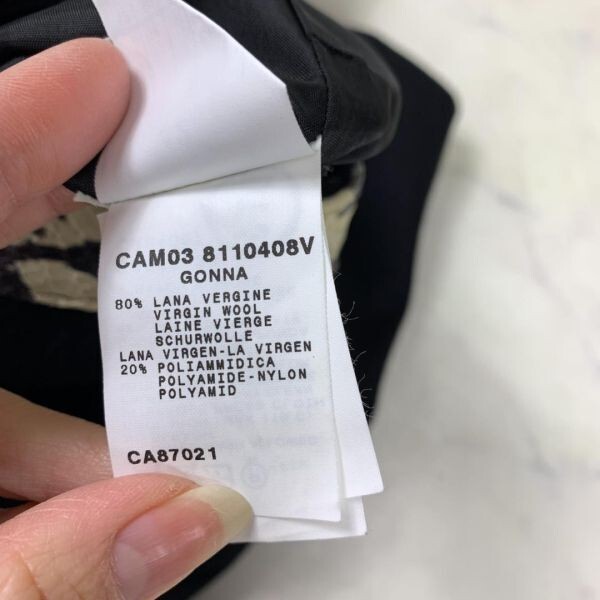 CAM03 8110408V
GONNA
80% LANA VERGINE
VIRGIN WOOL
LAINE VIERGE
SCHURWOLLE
LANA VIRGEN-LA VIRGEN
20% POLIAMMIDICA
POLYAMIDE-NYLON
POLYAMID
CA87021